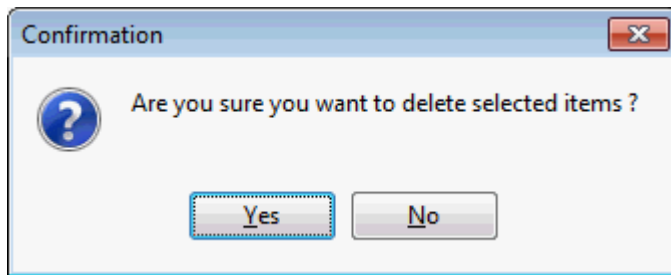 Confirmation
Are you sure you want to delete selected items ?
Yes
No